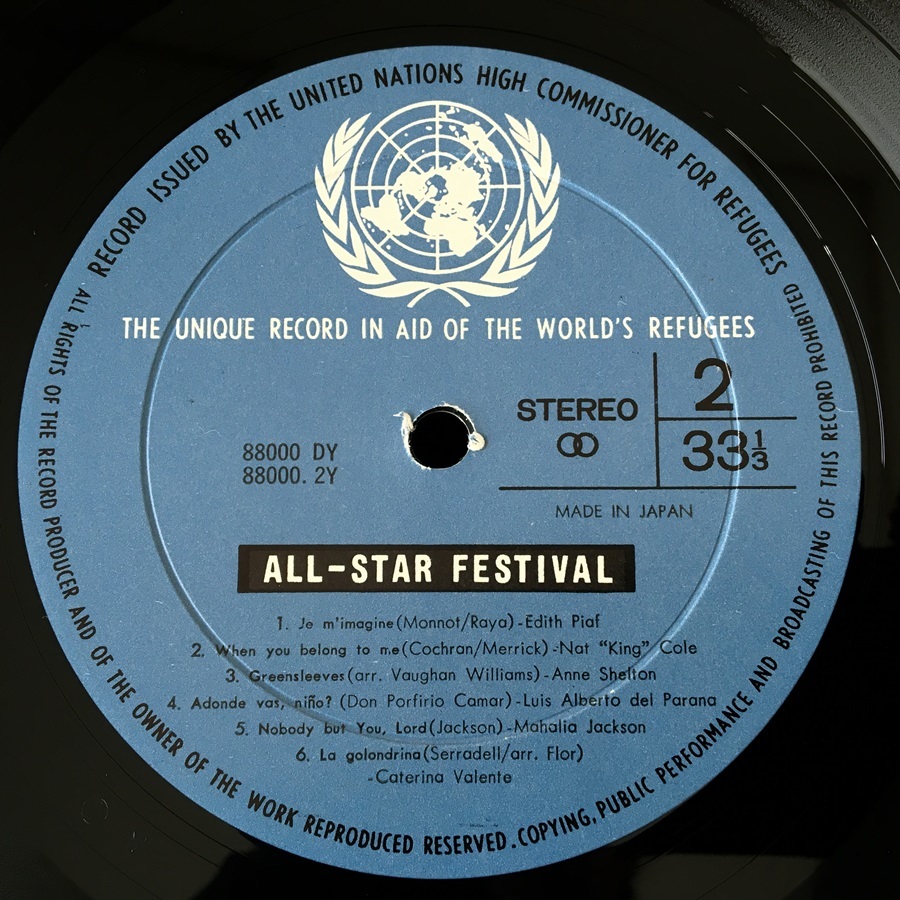 RECORD ISSUED BY THE UNITED NATIONS HIGH COMMISSIONER FOR REFUGEES
THE UNIQUE RECORD IN AID OF THE WORLD'S REFUGEES
STEREO
2
33 1/3
88000 DY
88000. 2Y
MADE IN JAPAN
ALL-STAR FESTIVAL
1. Je m'imagine (Monnot/Raya) -Edith Piaf
2. When you belong to me (Cochran/Merrick) -Nat "King" Cole
3. Greensleeves (arr. Vaughan Williams) -Anne Shelton
4. Adonde vas, niño? (Don Porfirio Camar) -Luis Alberto del Parana
5. Nobody but You, Lord (Jackson) -Mahalia Jackson
6. La golondrina (Serradell/arr. Flor)
-Caterina Valente
ALL RIGHTS OF THE RECORD PRODUCER AND OF THE OWNER OF THE WORK REPRODUCED RESERVED. COPYING, PUBLIC PERFORMANCE AND BROADCASTING OF THIS RECORD PROHIBITED